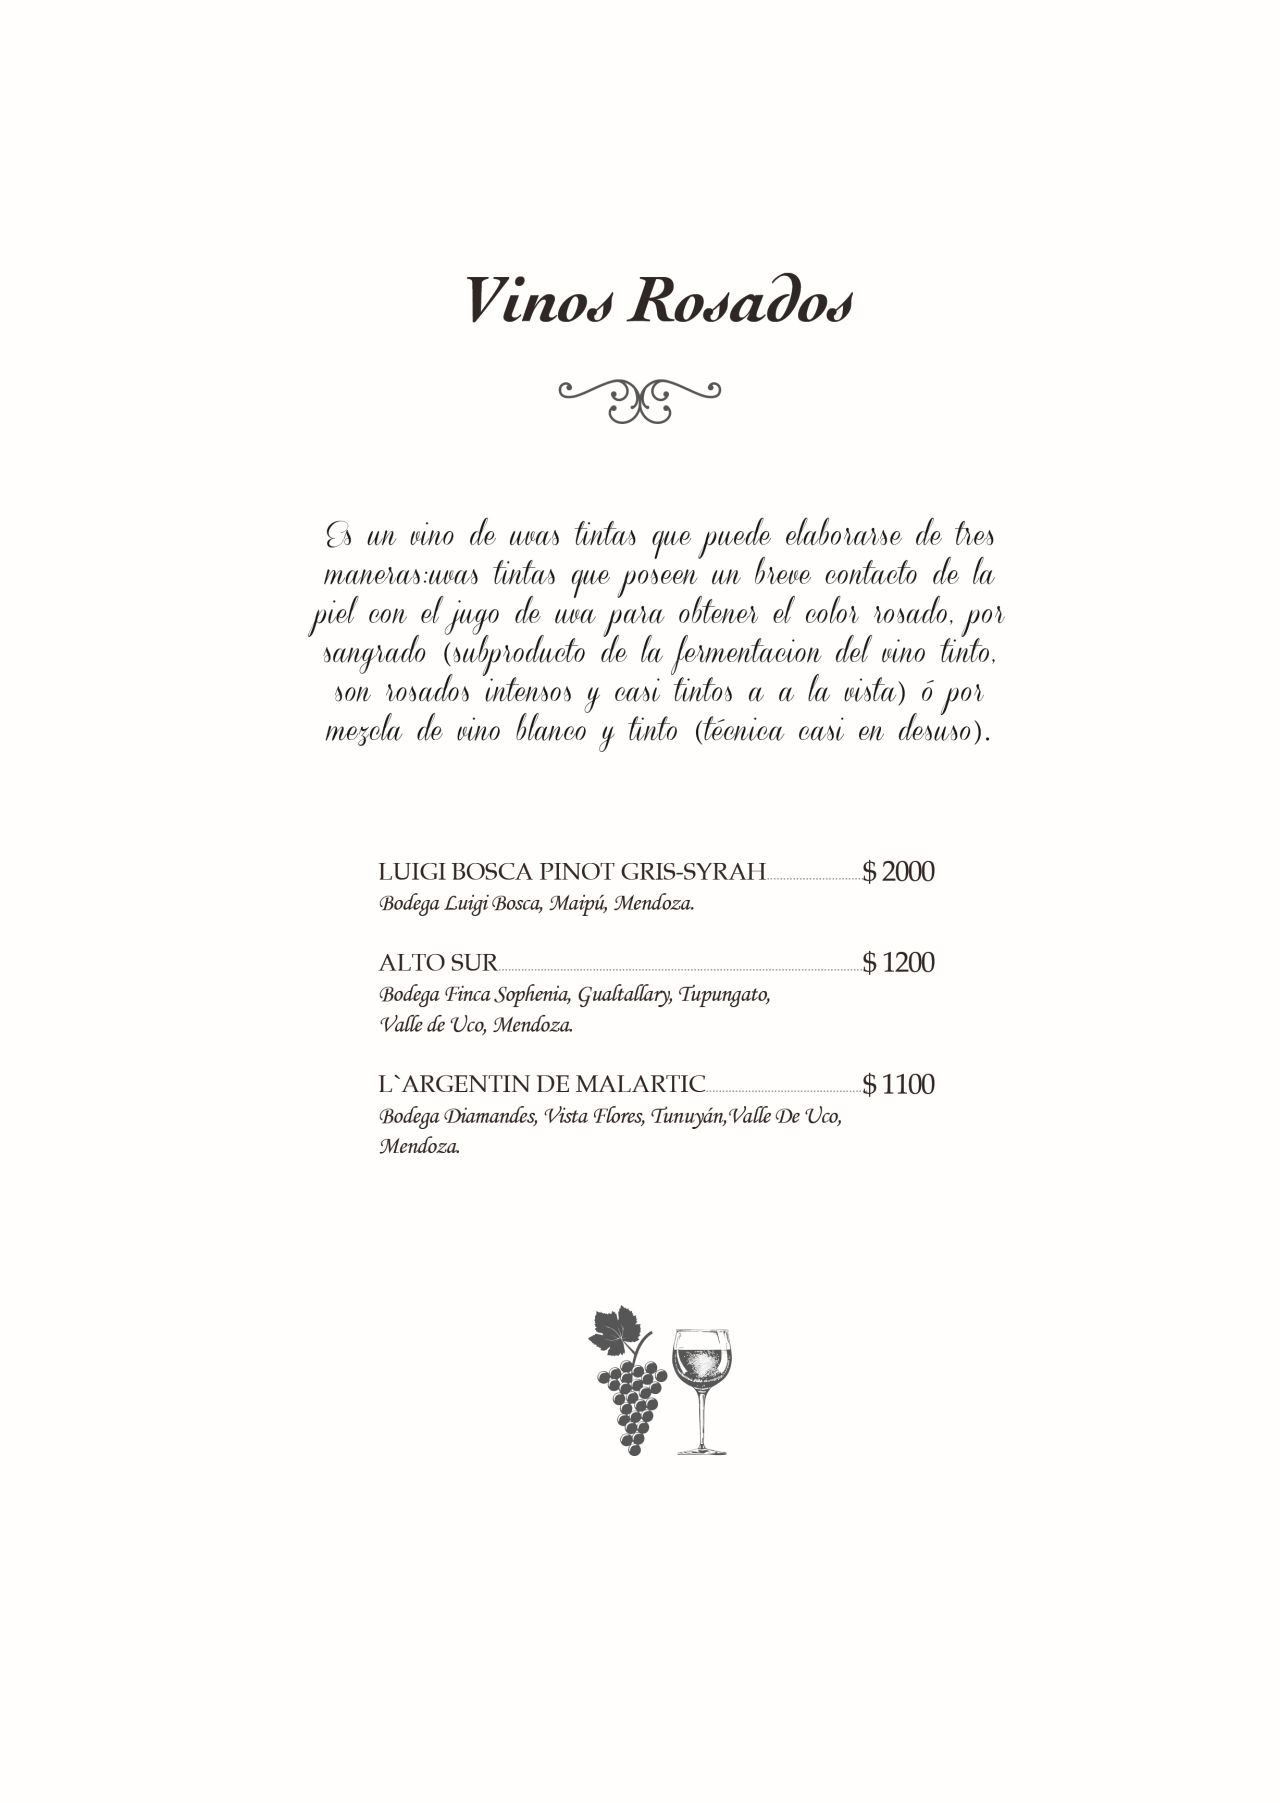 Vinos Rosados
Es un vino de uvas tintas que puede elaborarse de tres
maneras:uvas tintas que poseen un breve contacto de la
piel con el jugo de uva para obtener el color rosado, por
sangrado (subproducto de la fermentacion del vino tinto,
son rosados intensos y casi tintos a a la vista) ó por
mezcla de vino blanco y tinto (técnica casi en desuso).
LUIGI BOSCA PINOT GRIS-SYRAH $ 2000
Bodega Luigi Bosca, Maipú, Mendoza.
ALTO SUR $ 1200
Bodega Finca Sophenia, Gualtallary, Tupungato,
Valle de Uco, Mendoza.
L`ARGENTIN DE MALARTIC $ 1100
Bodega Diamandes, Vista Flores, Tunuyán,Valle De Uco,
Mendoza.